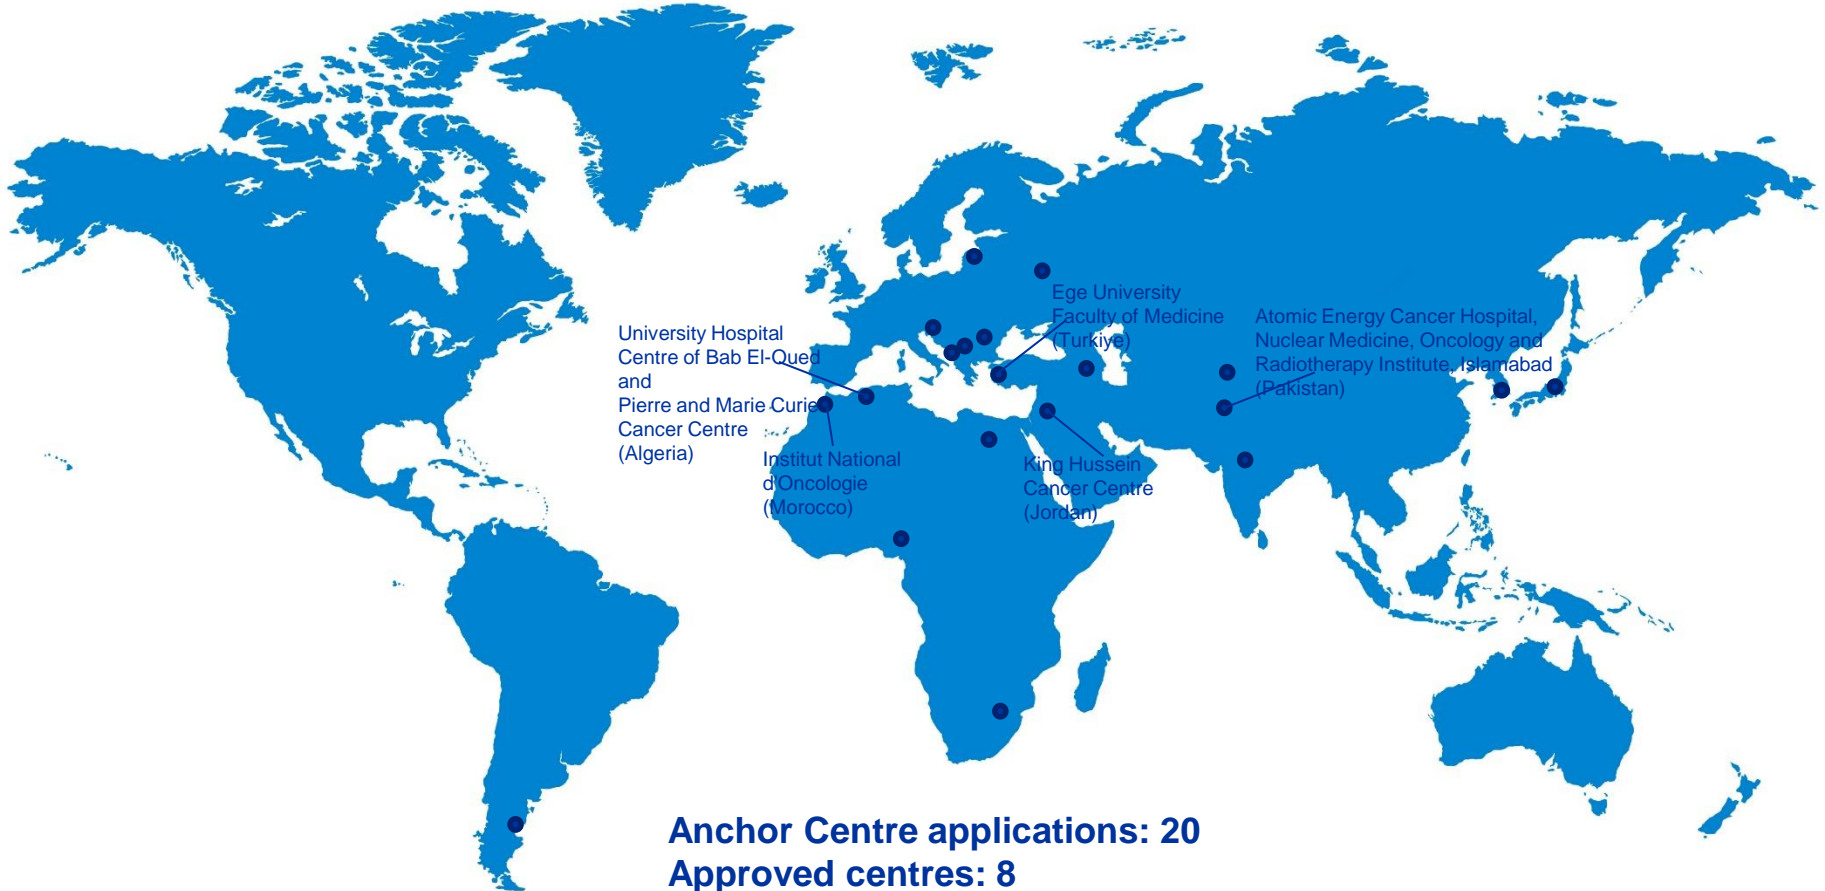 University Hospital
Centre of Bab El-Qued
and
Pierre and Marie Curie
Cancer Centre
(Algeria)
Institut National
d'Oncologie
(Morocco)
Ege University
Faculty of Medicine
(Turkiye)
King Hussein
Cancer Centre
(Jordan)
Atomic Energy Cancer Hospital,
Nuclear Medicine, Oncology and
Radiotherapy Institute, Islamabad
(Pakistan)
Anchor Centre applications: 20
Approved centres: 8